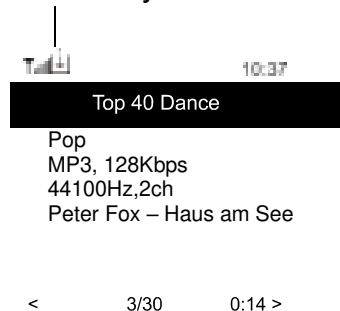 10:37
Top 40 Dance
Pop
MP3, 128Kbps
44100Hz,2ch
Peter Fox – Haus am See
< 3/30 0:14 >